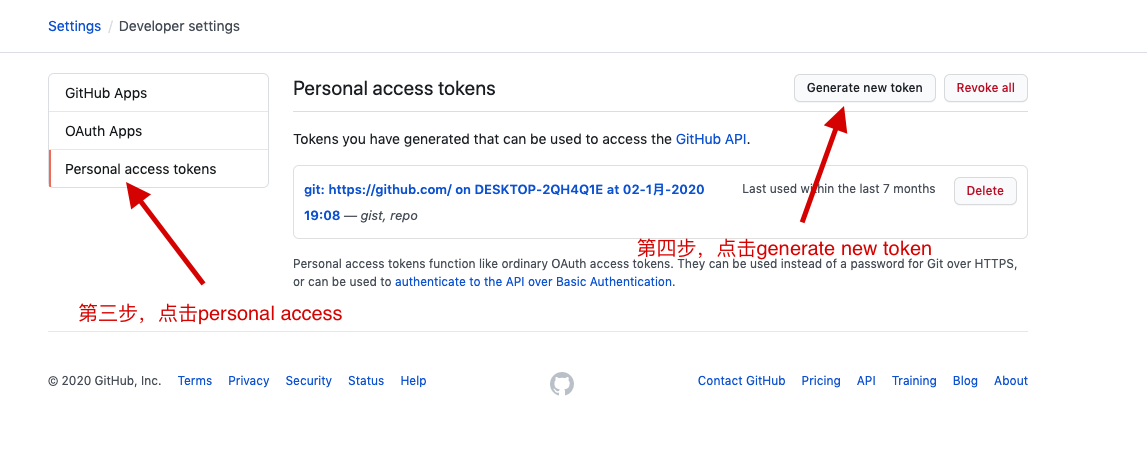 Settings / Developer settings
GitHub Apps
OAuth Apps
Personal access tokens
Personal access tokens
Generate new token
Revoke all
Tokens you have generated that can be used to access the GitHub API.
git: https://github.com/ on DESKTOP-2QH4Q1E at 02-1月-2020
19:08 — gist, repo
Last used within the last 7 months
Delete
第四步，点击generate new token
Personal access tokens function like ordinary OAuth access tokens. They can be used instead of a password for Git over HTTPS,
or can be used to authenticate to the API over Basic Authentication.
第三步，点击personal access
© 2020 GitHub, Inc. Terms Privacy Security Status Help
Contact GitHub Pricing API Training Blog About